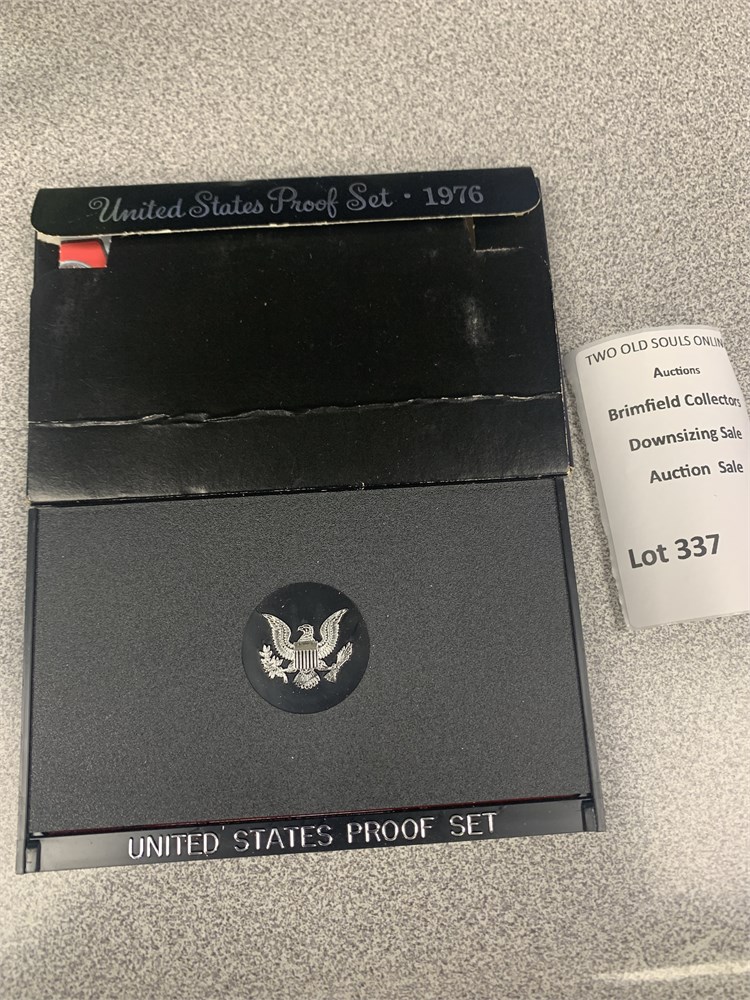 United States Proof Set · 1976
TWO OLD SOULS ONLIN
Auctions
Brimfield Collectors
Downsizing Sale
Auction Sale
Lot 337
UNITED STATES PROOF SET